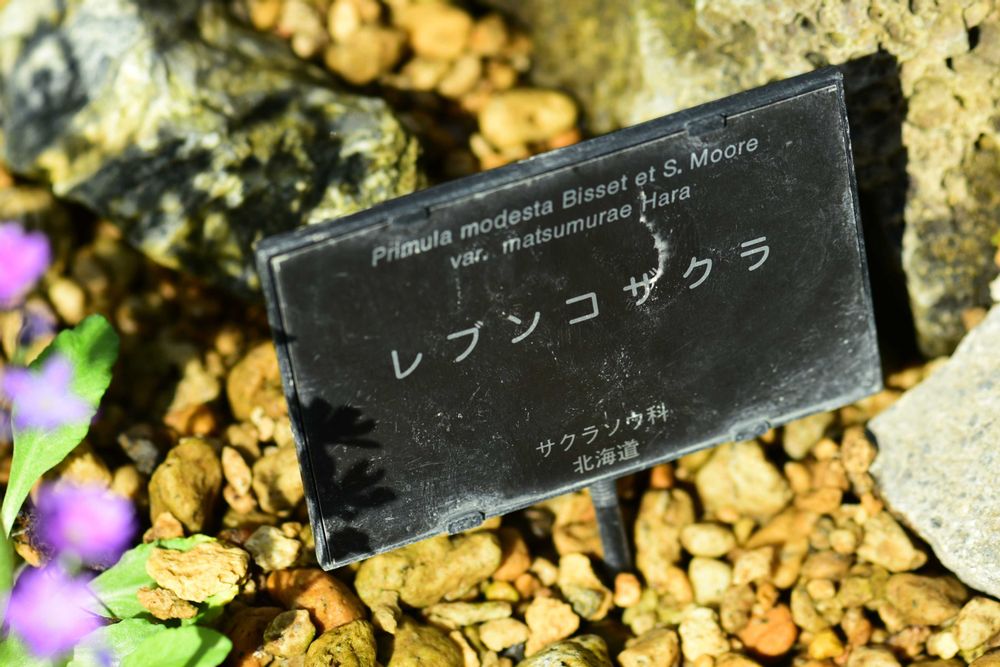 Primula modesta Bisset et S. Moore
var. matsumurae Hara
レブンコザクラ
サクラソウ科
北海道